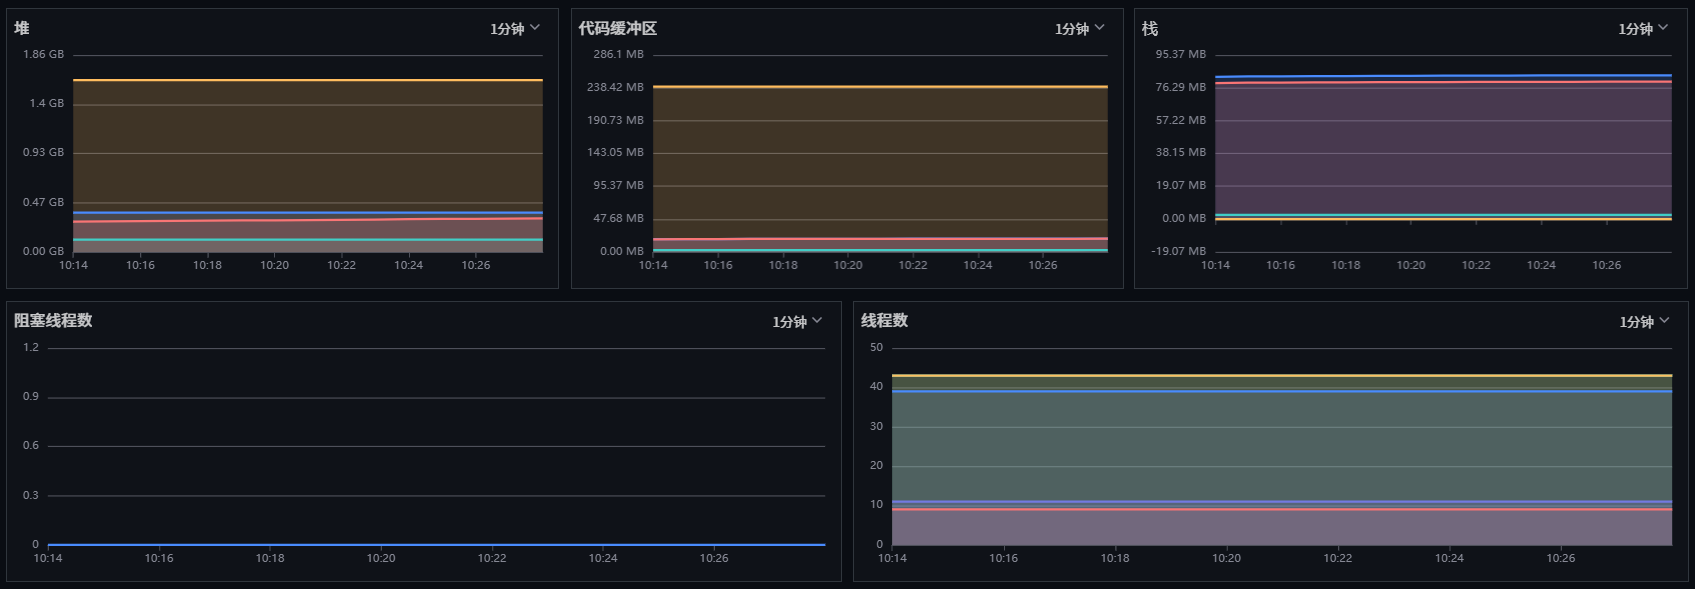 堆
1分钟
1.86 GB
1.4 GB
0.93 GB
0.47 GB
0.00 GB
10:14 10:16 10:18 10:20 10:22 10:24 10:26
代码缓冲区
1分钟
286.1 MB
238.42 MB
190.73 MB
143.05 MB
95.37 MB
47.68 MB
0.00 MB
10:14 10:16 10:18 10:20 10:22 10:24 10:26
栈
1分钟
95.37 MB
76.29 MB
57.22 MB
38.15 MB
19.07 MB
0.00 MB
-19.07 MB
10:14 10:16 10:18 10:20 10:22 10:24 10:26
阻塞线程数
1分钟
1.2
0.9
0.6
0.3
0
10:14 10:16 10:18 10:20 10:22 10:24 10:26
线程数
1分钟
50
40
30
20
10
0
10:14 10:16 10:18 10:20 10:22 10:24 10:26